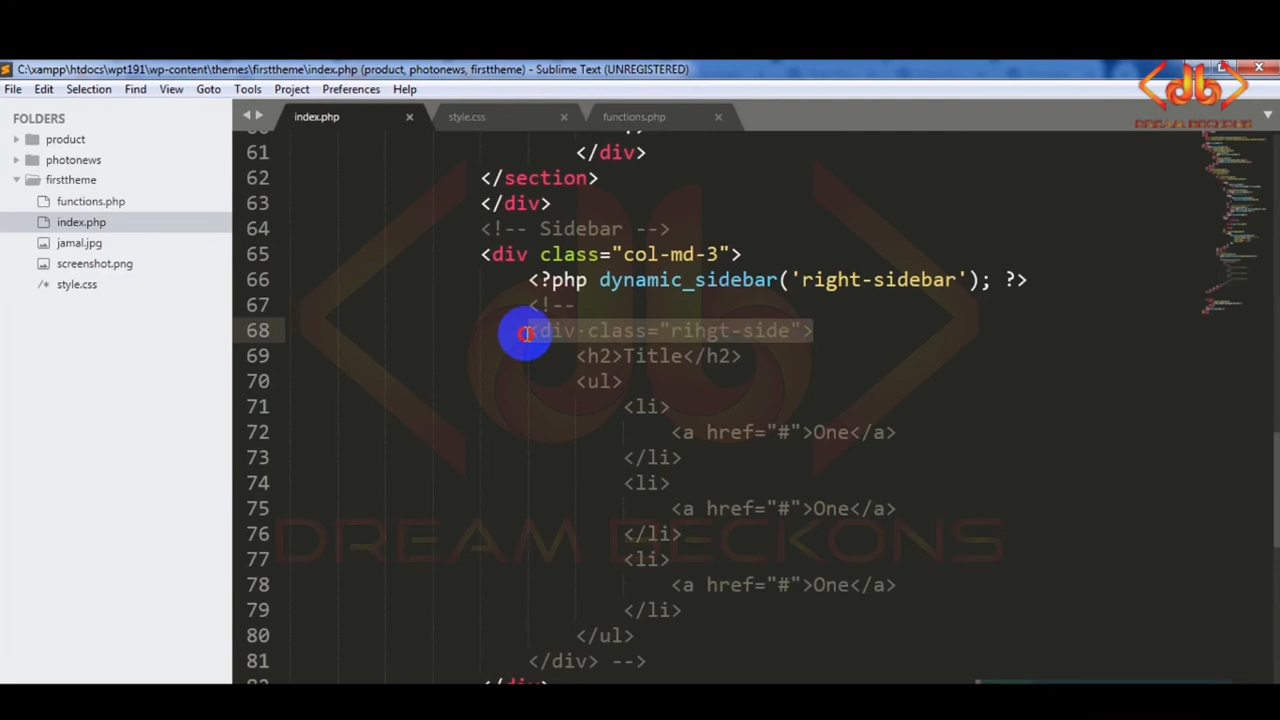 C:\xampp\htdocs\wpt191\wp-content\themes\firsttheme\index.php (product, photonews, firsttheme) - Sublime Text (UNREGISTERED)
File Edit Selection Find View Goto Tools Project Preferences Help
DREAM BECKONS
FOLDERS
product
photonews
firsttheme
functions.php
index.php
jamal.jpg
screenshot.png
style.css
index.php style.css functions.php
61 </div>
62 </section>
63 </div>
64 <!-- Sidebar -->
65 <div class="col-md-3">
66 <?php dynamic_sidebar('right-sidebar'); ?>
67 <!--
68 <div class="rihgt-side">
69 <h2>Title</h2>
70 <ul>
71 <li>
72 <a href="#">One</a>
73 </li>
74 <li>
75 <a href="#">One</a>
76 </li>
77 <li>
78 <a href="#">One</a>
79 </li>
80 </ul>
81 </div> -->
DREAM BECKONS